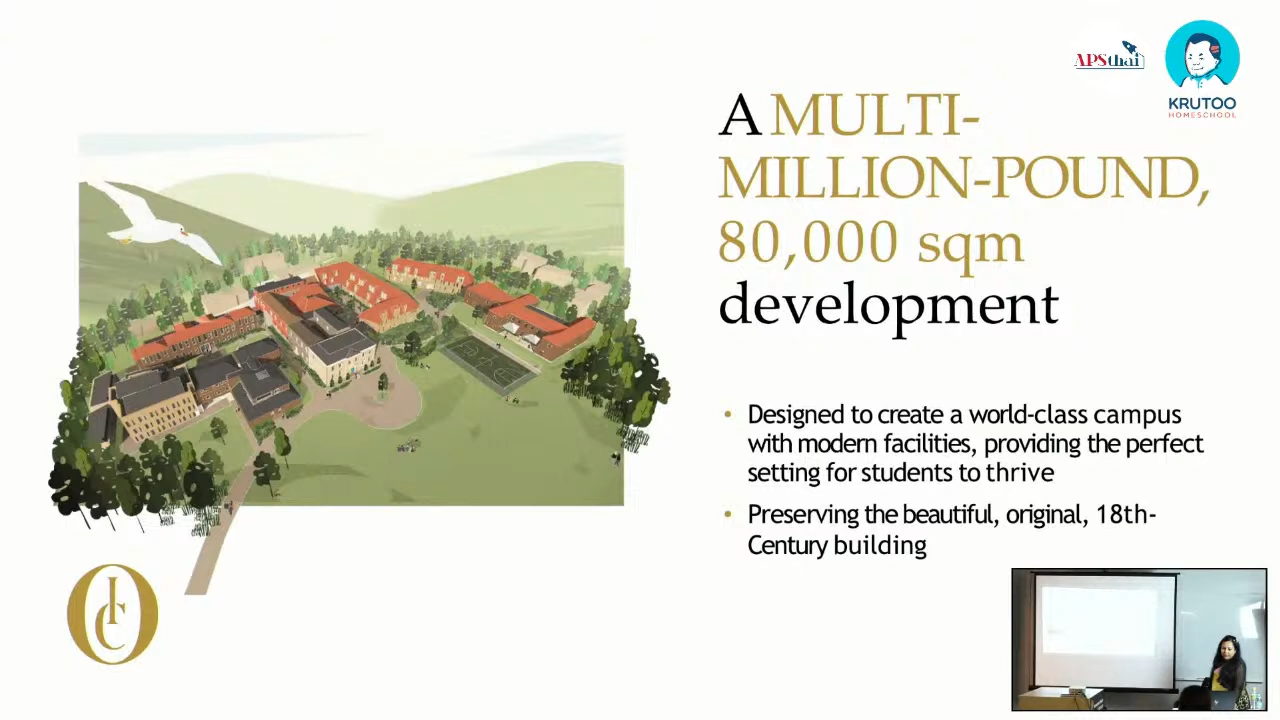 APSthai
KRUTOO
HOMESCHOOL
A MULTI-
MILLION-POUND,
80,000 sqm
development
• Designed to create a world-class campus
with modern facilities, providing the perfect
setting for students to thrive
• Preserving the beautiful, original, 18th-
Century building
OIC